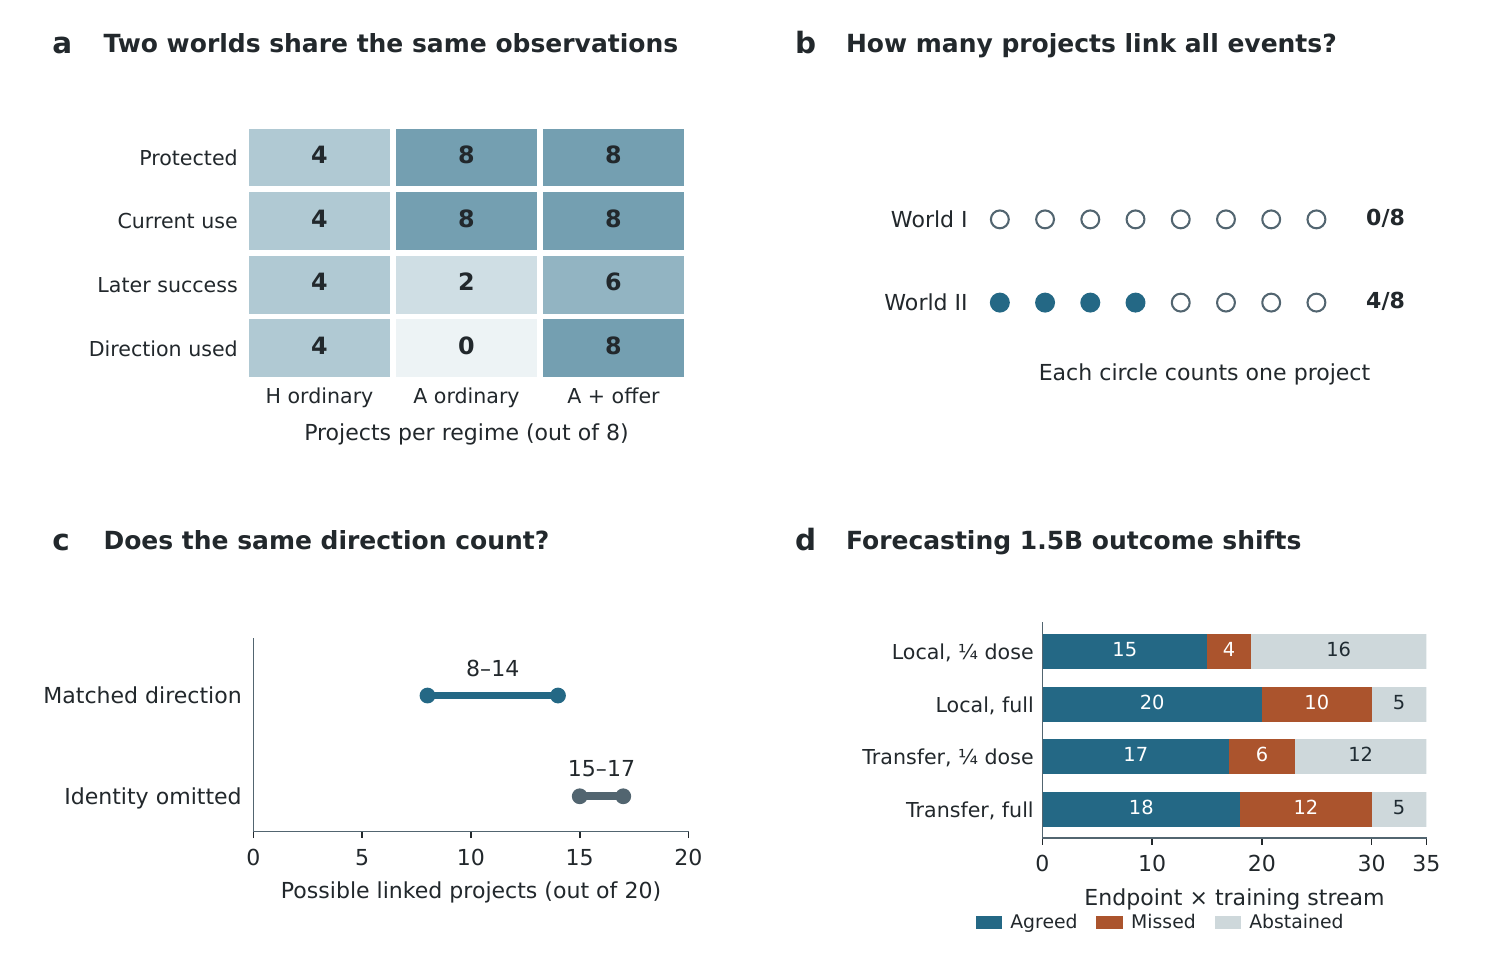 a Two worlds share the same observations
Protected 4 8 8
Current use 4 8 8
Later success 4 2 6
Direction used 4 0 8
H ordinary A ordinary A + offer
Projects per regime (out of 8)
b How many projects link all events?
World I 0/8
World II 4/8
Each circle counts one project
c Does the same direction count?
8–14
Matched direction
15–17
Identity omitted
0 5 10 15 20
Possible linked projects (out of 20)
d Forecasting 1.5B outcome shifts
Local, ¼ dose 15 4 16
Local, full 20 10 5
Transfer, ¼ dose 17 6 12
Transfer, full 18 12 5
0 10 20 30 35
Endpoint × training stream
Agreed Missed Abstained